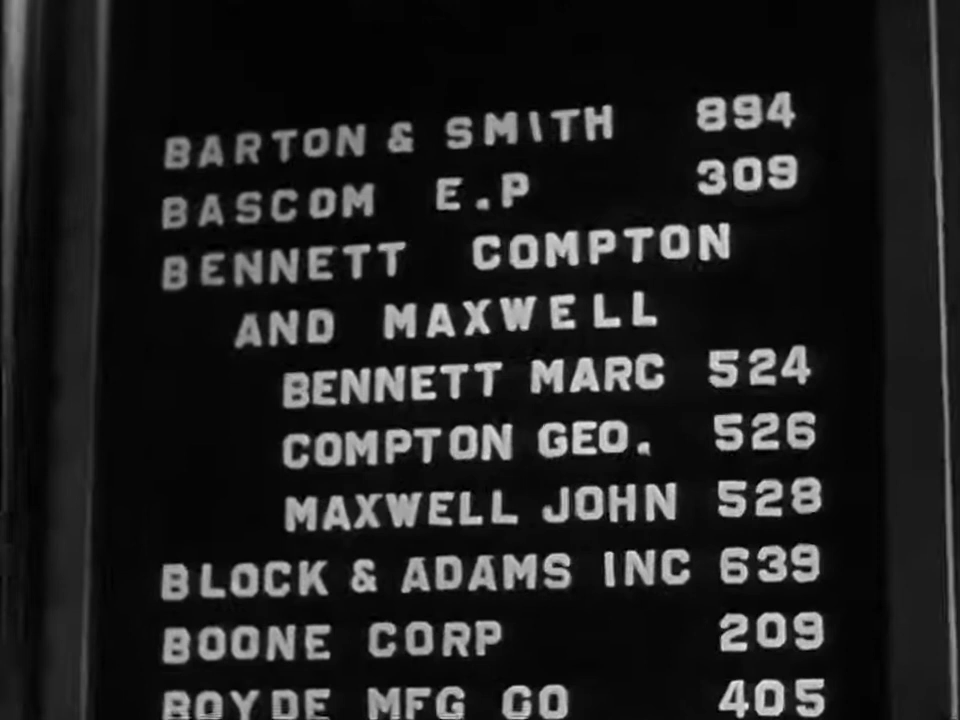 BARTON & SMITH 894
BASCOM E.P 309
BENNETT COMPTON
AND MAXWELL
BENNETT MARC 524
COMPTON GEO. 526
MAXWELL JOHN 528
BLOCK & ADAMS INC 639
BOONE CORP 209
BOYDE MFG CO 405